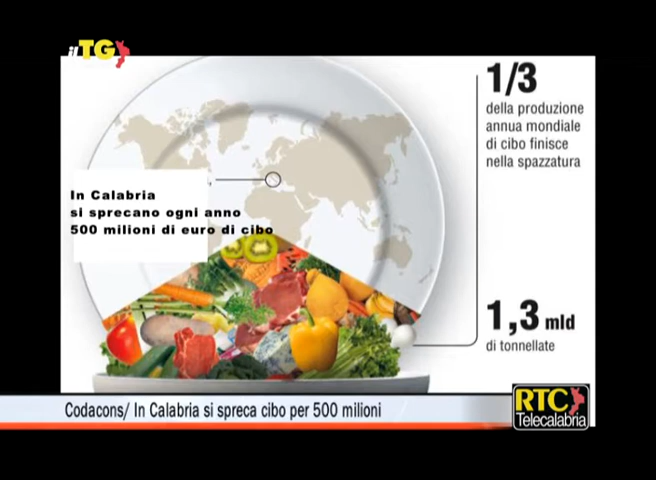 il TG
1/3
della produzione
annua mondiale
di cibo finisce
nella spazzatura
In Calabria
si sprecano ogni anno
500 milioni di euro di cibo
1,3 mld
di tonnellate
Codacons/ In Calabria si spreca cibo per 500 milioni
RTC
Telecalabria